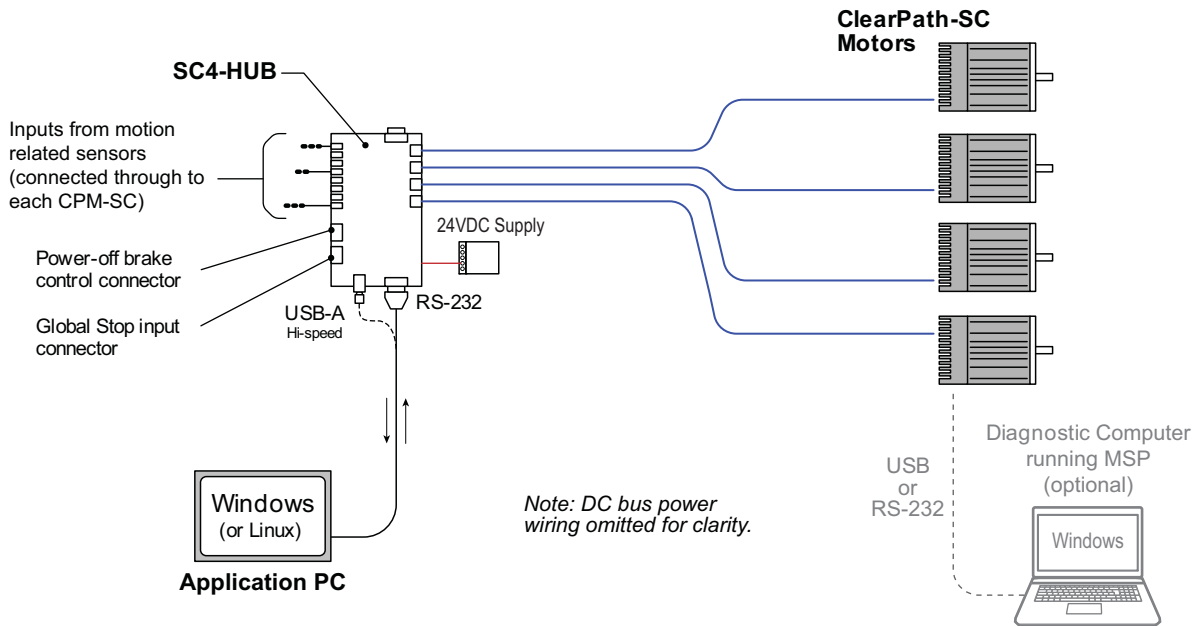 ClearPath-SC
Motors
SC4-HUB
Inputs from motion
related sensors
(connected through to
each CPM-SC)
24VDC Supply
Power-off brake
control connector
RS-232
USB-A
Hi-speed
Global Stop input
connector
Diagnostic Computer
running MSP
(optional)
USB
or
RS-232
Windows
(or Linux)
Note: DC bus power
wiring omitted for clarity.
Windows
Application PC